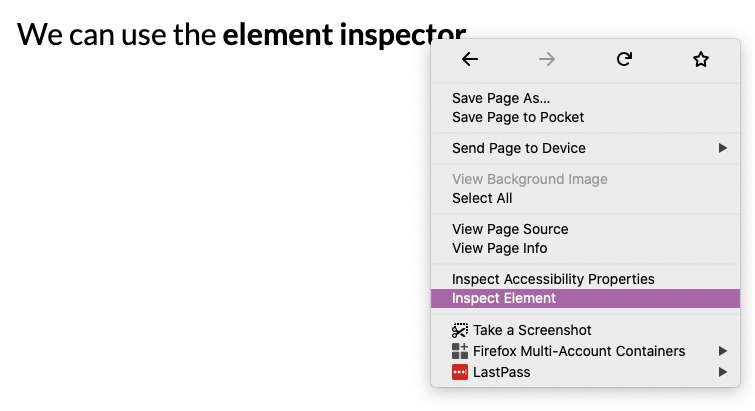 We can use the element inspector
Save Page As...
Save Page to Pocket
Send Page to Device
View Background Image
Select All
View Page Source
View Page Info
Inspect Accessibility Properties
Inspect Element
Take a Screenshot
Firefox Multi-Account Containers
LastPass